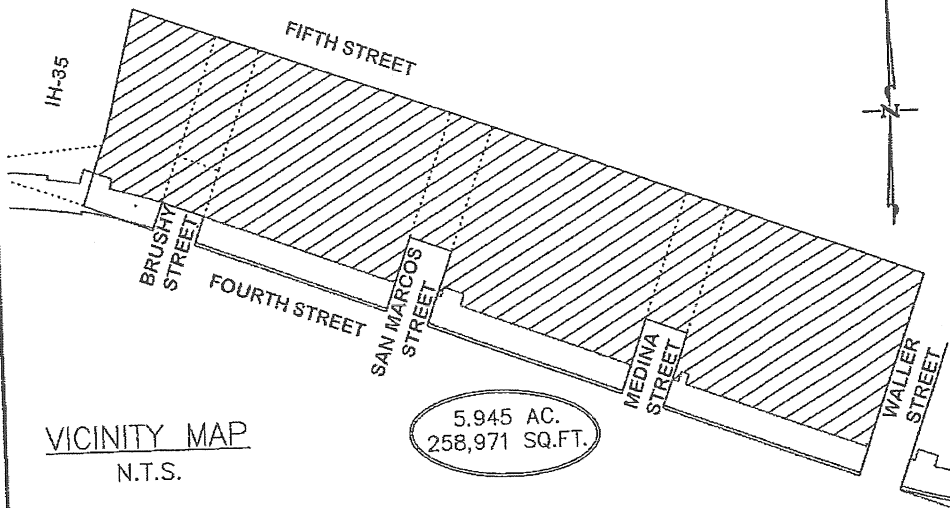 FIFTH STREET
IH-35
N
BRUSHY
STREET
FOURTH STREET
SAN MARCOS
STREET
MEDINA
STREET
WALLER
STREET
5.945 AC.
258,971 SQ.FT.
VICINITY MAP
N.T.S.